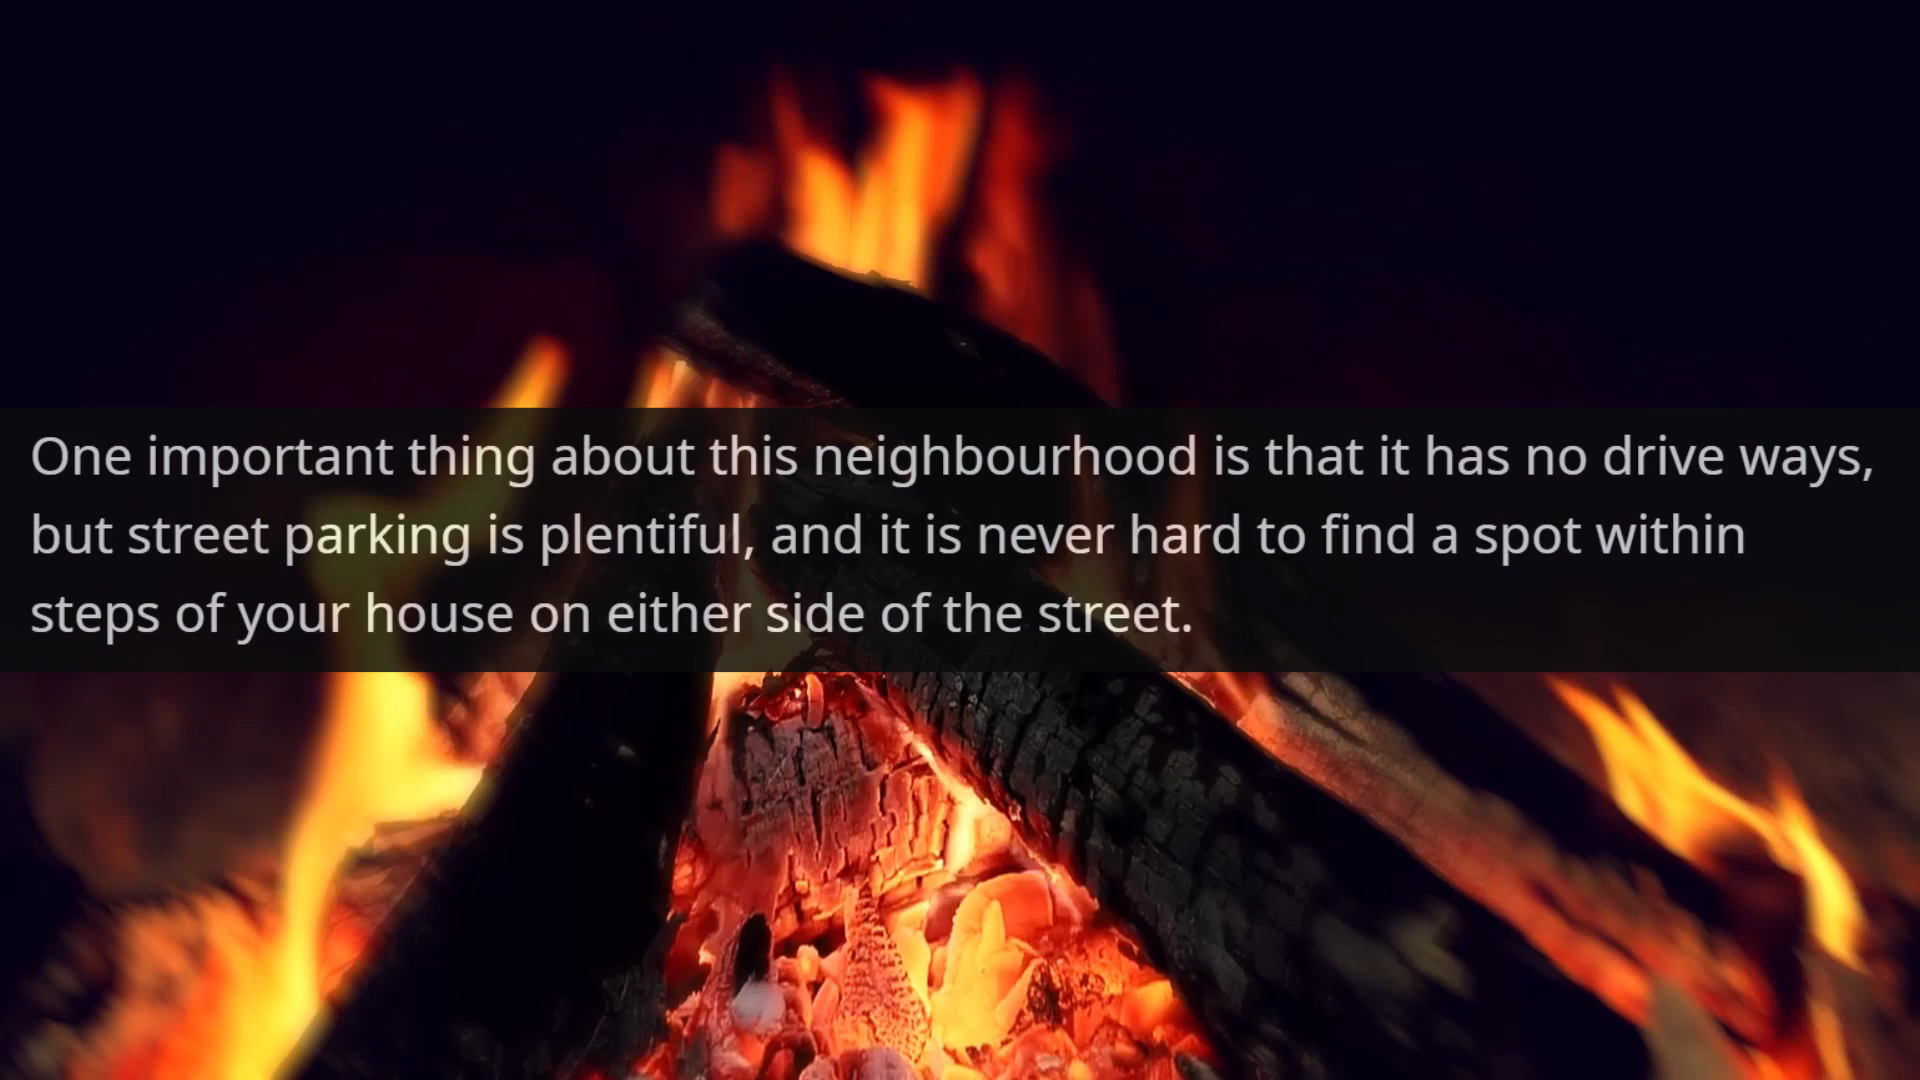 One important thing about this neighbourhood is that it has no drive ways,
but street parking is plentiful, and it is never hard to find a spot within
steps of your house on either side of the street.